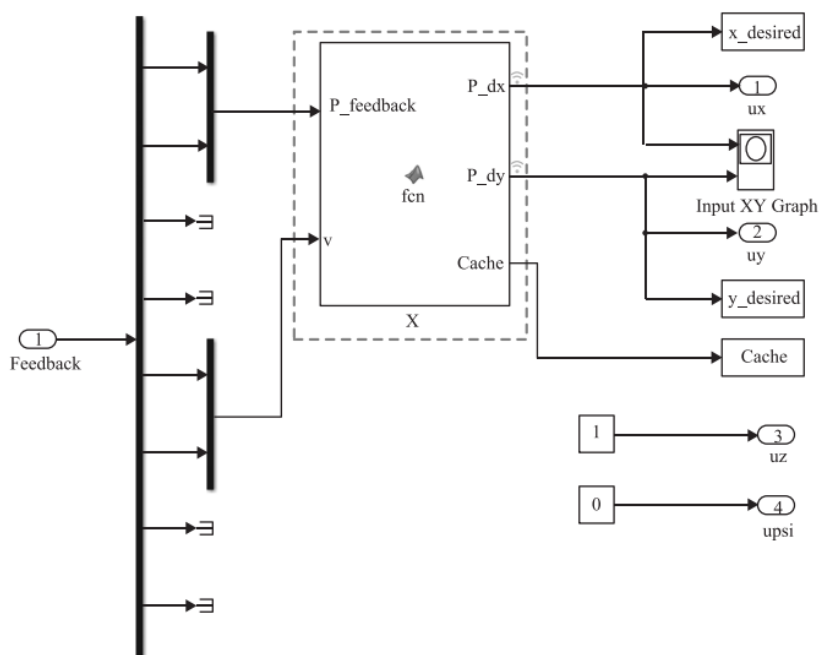 x_desired
P_dx
1
ux
P_feedback
fcn
P_dy
Input XY Graph
2
uy
v
Cache
y_desired
X
1
Feedback
Cache
1
3
uz
0
4
upsi